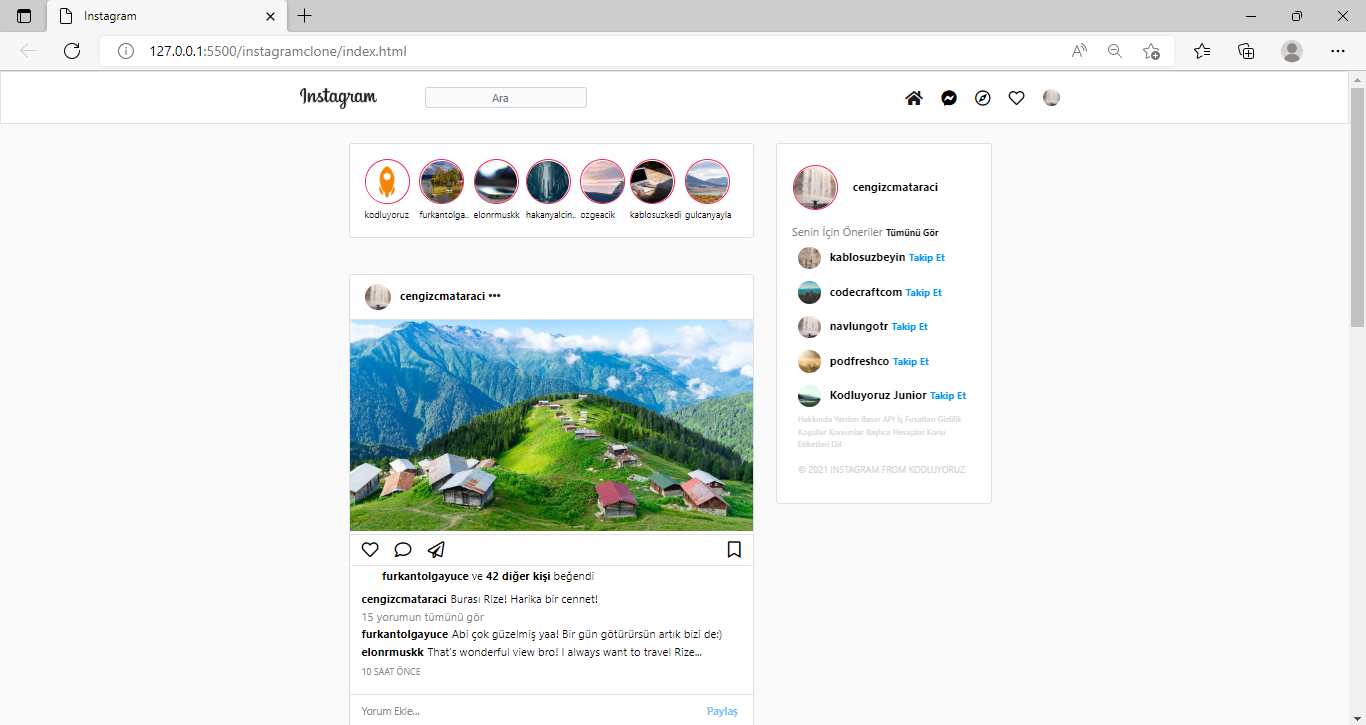 Instagram
127.0.0.1:5500/instagramclone/index.html
Instagram
Ara
kodluyoruz furkantolga.. elonrmuskk hakanyalcin.. ozgeacik kablosuzkedi gulcanyayla
cengizcmataraci •••
furkantolgayuce ve 42 diğer kişi beğendi
cengizcmataraci Burası Rize! Harika bir cennet!
15 yorumun tümünü gör
furkantolgayuce Abi çok güzelmiş yaa! Bir gün götürürsün artık bizi de:)
elonrmuskk That's wonderful view bro! I always want to travel Rize...
10 SAAT ÖNCE
Yorum Ekle... Paylaş
cengizcmataraci
Senin İçin Öneriler Tümünü Gör
kablosuzbeyin Takip Et
codecraftcom Takip Et
navlungotr Takip Et
podfreshco Takip Et
Kodluyoruz Junior Takip Et
Hakkında Yardım Basın API İş Fırsatları Gizlilik
Koşullar Konumlar Başlıca Hesaplar Konu
Etiketleri Dil
© 2021 INSTAGRAM FROM KODLUYORUZ